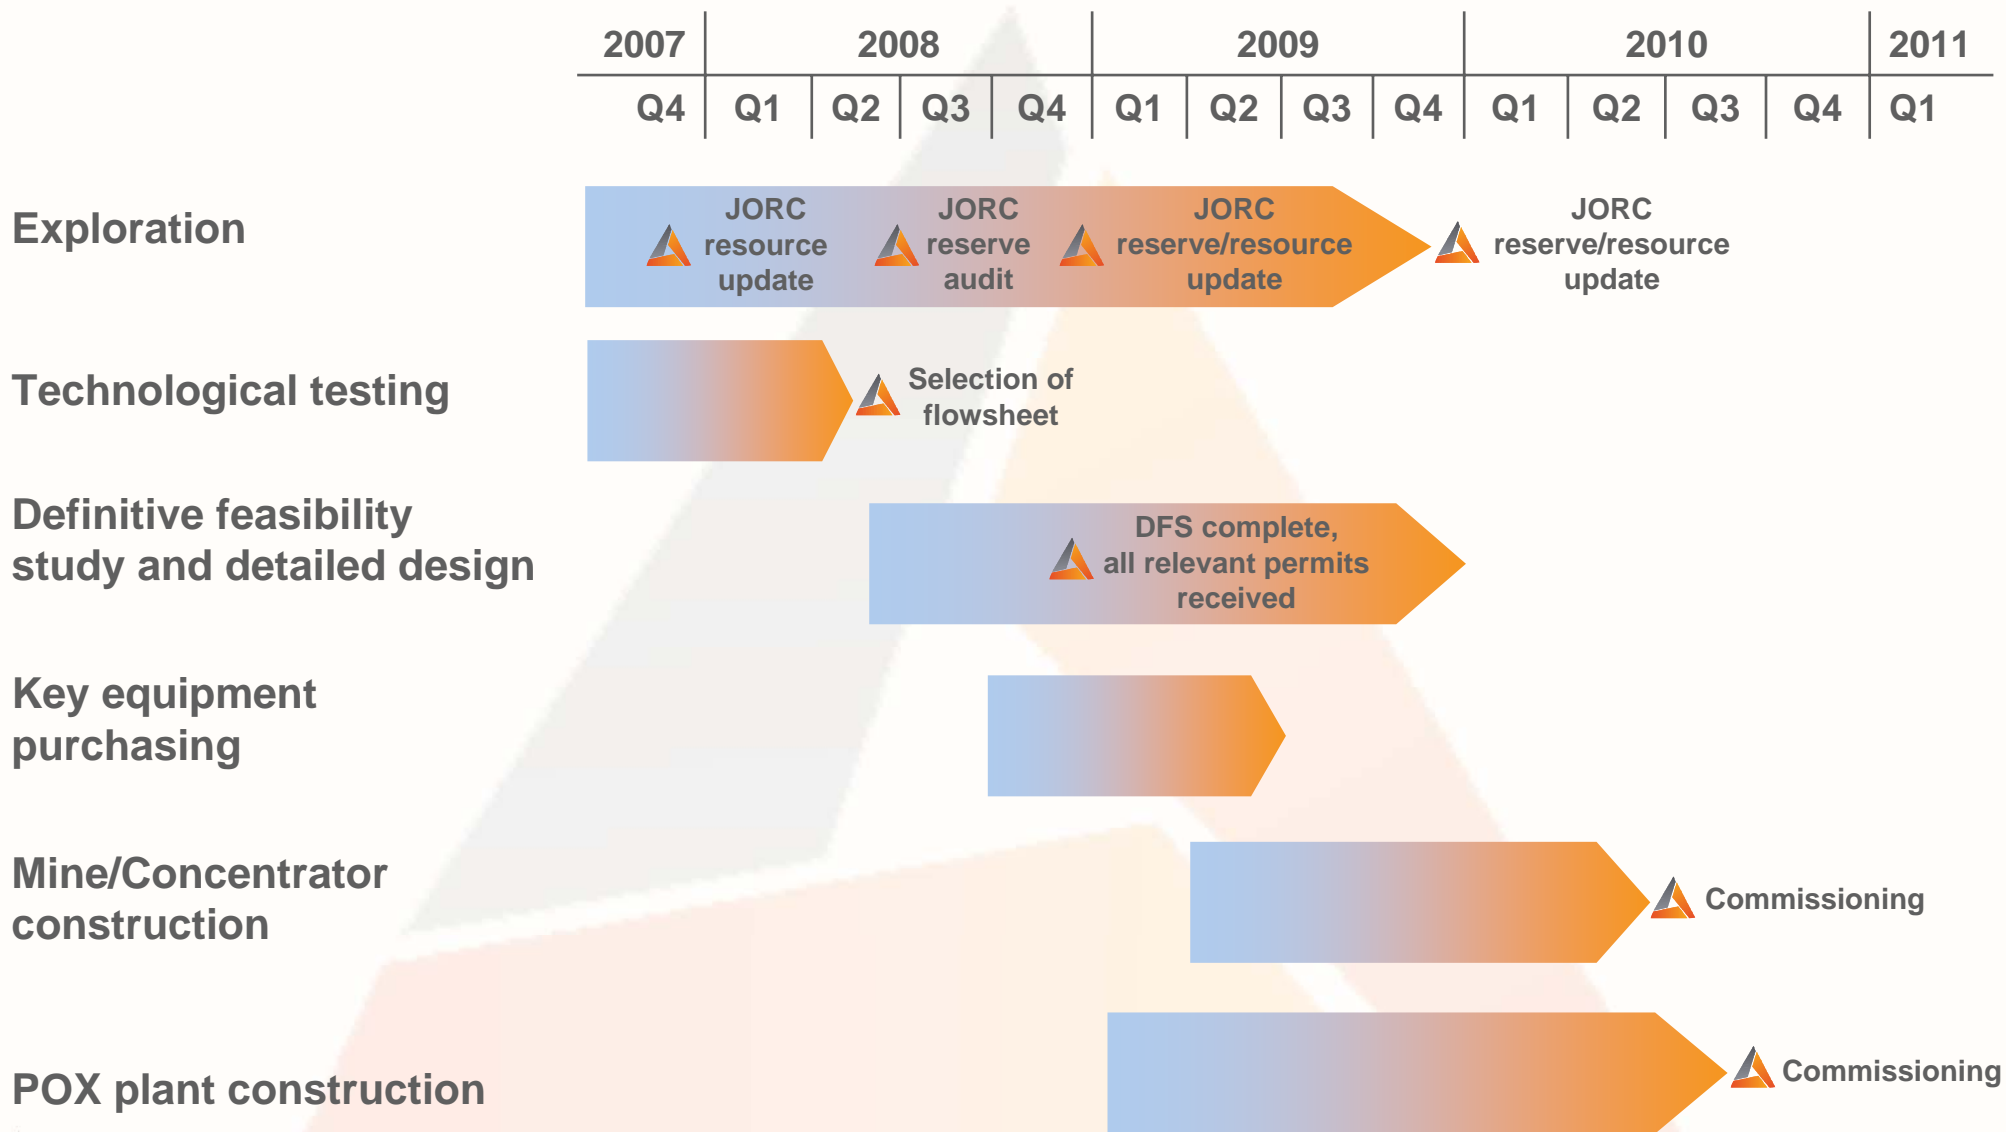 2007 2008 2009 2010 2011
Q4 Q1 Q2 Q3 Q4 Q1 Q2 Q3 Q4 Q1 Q2 Q3 Q4 Q1
Exploration
JORC
resource
update
JORC
reserve
audit
JORC
reserve/resource
update
JORC
reserve/resource
update
Technological testing
Selection of
flowsheet
Definitive feasibility
study and detailed design
DFS complete,
all relevant permits
received
Key equipment
purchasing
Mine/Concentrator
construction
Commissioning
POX plant construction
Commissioning